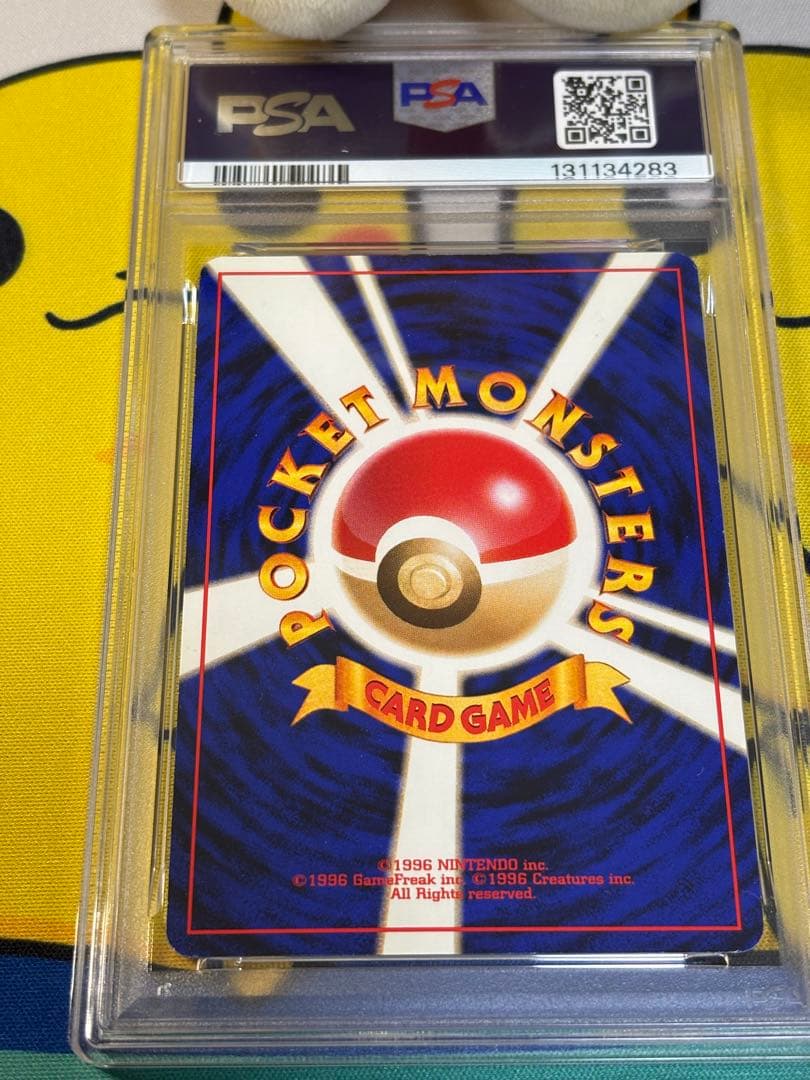 PSA
PSA
131134283
POCKET MONSTERS
CARD GAME
©1996 NINTENDO inc.
©1996 GameFreak inc. ©1996 Creatures inc.
All Rights reserved.